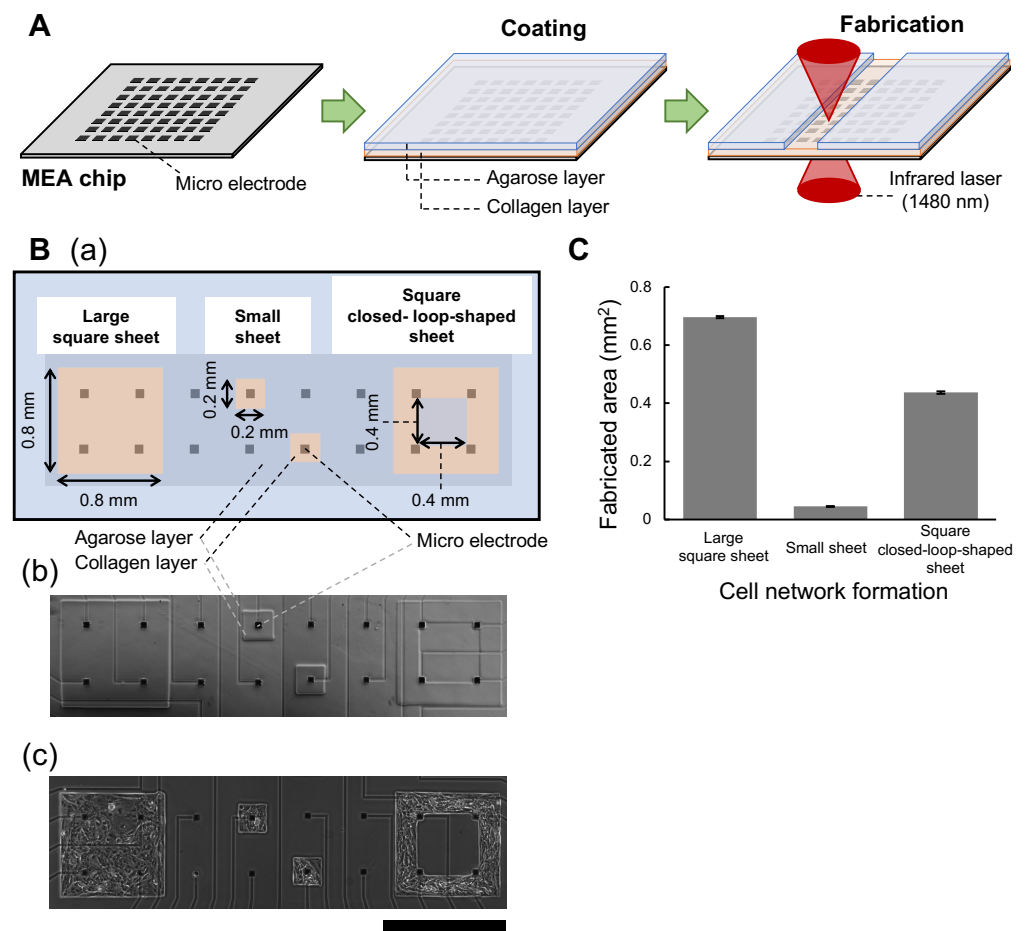 A
Coating
Fabrication
MEA chip
Micro electrode
Agarose layer
Collagen layer
Infrared laser
(1480 nm)
B (a)
Large
square sheet
Small
sheet
Square
closed- loop-shaped
sheet
0.8 mm
0.8 mm
0.2 mm
0.2 mm
0.4 mm
0.4 mm
Agarose layer
Collagen layer
Micro electrode
(b)
(c)
C
Fabricated area (mm²)
0.8
0.6
0.4
0.2
0
Large
square sheet
Small sheet
Square
closed-loop-shaped
sheet
Cell network formation